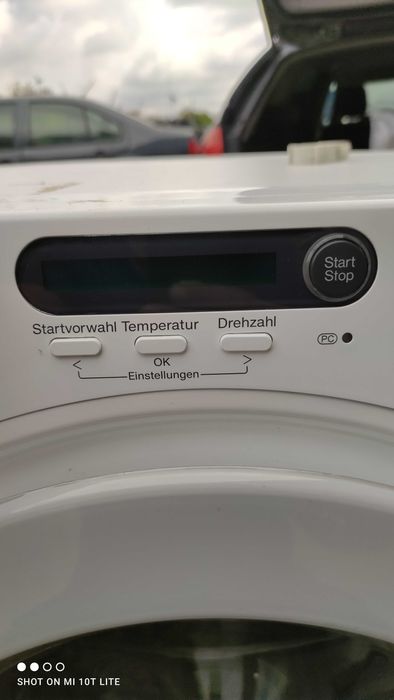 Start
Stop
Startvorwahl Temperatur Drehzahl
PC
< OK >
Einstellungen
SHOT ON MI 10T LITE